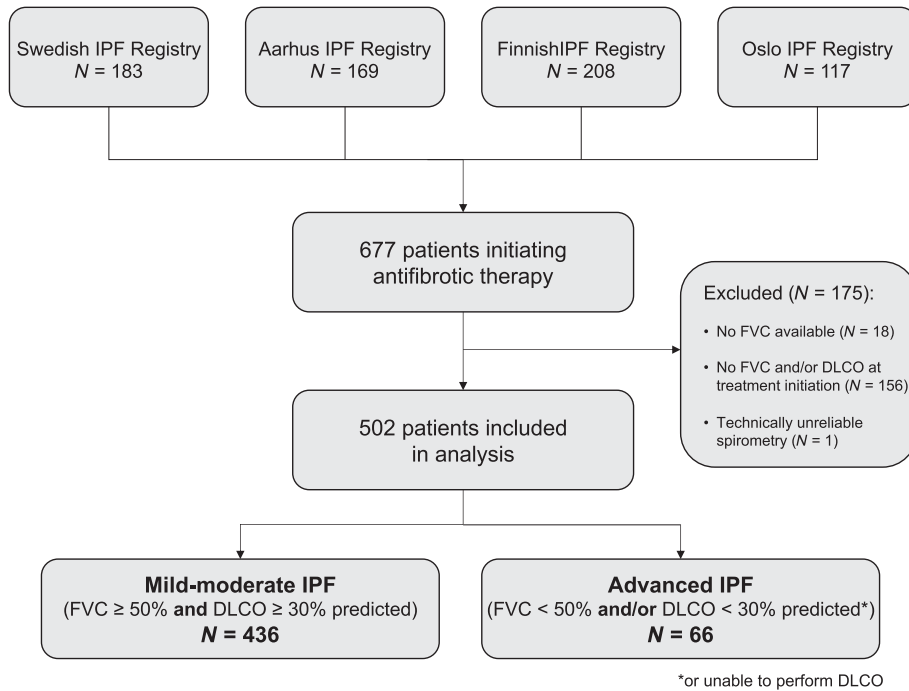 Swedish IPF Registry
N = 183
Aarhus IPF Registry
N = 169
FinnishIPF Registry
N = 208
Oslo IPF Registry
N = 117
677 patients initiating
antifibrotic therapy
Excluded (N = 175):
• No FVC available (N = 18)
• No FVC and/or DLCO at
treatment initiation (N = 156)
• Technically unreliable
spirometry (N = 1)
502 patients included
in analysis
Mild-moderate IPF
(FVC ≥ 50% and DLCO ≥ 30% predicted)
N = 436
Advanced IPF
(FVC < 50% and/or DLCO < 30% predicted*)
N = 66
*or unable to perform DLCO